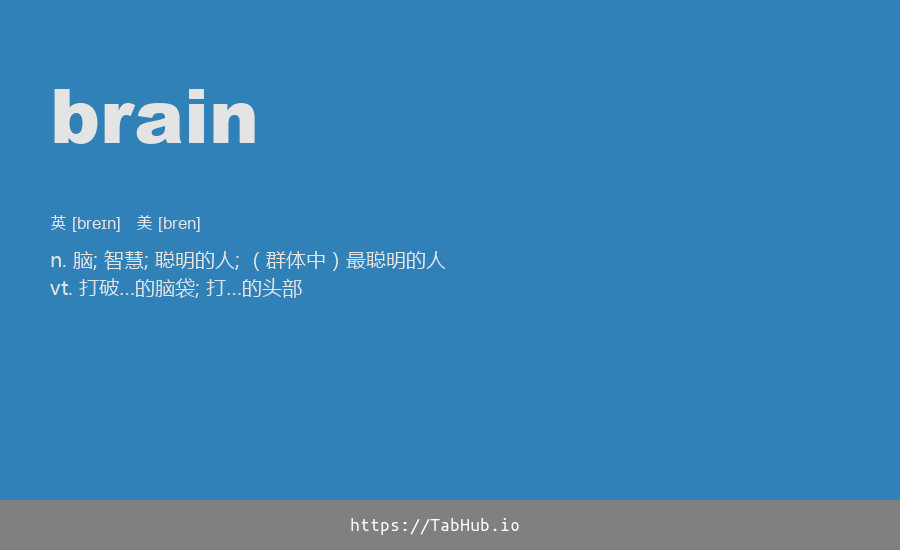 brain
英 [breɪn] 美 [bren]
n. 脑; 智慧; 聪明的人; （群体中）最聪明的人
vt. 打破…的脑袋; 打…的头部
https://TabHub.io